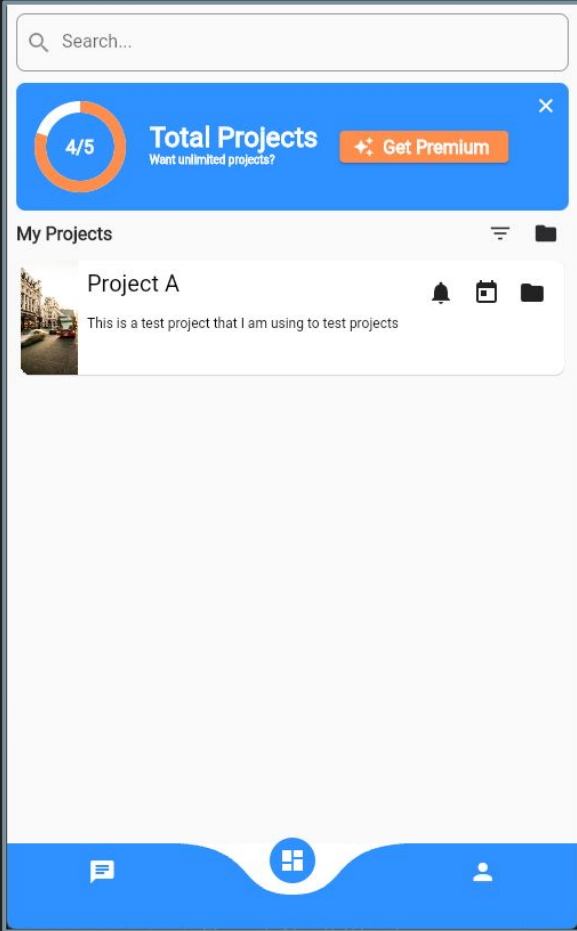 Search...
4/5
Total Projects
Want unlimited projects?
Get Premium
My Projects
Project A
This is a test project that I am using to test projects